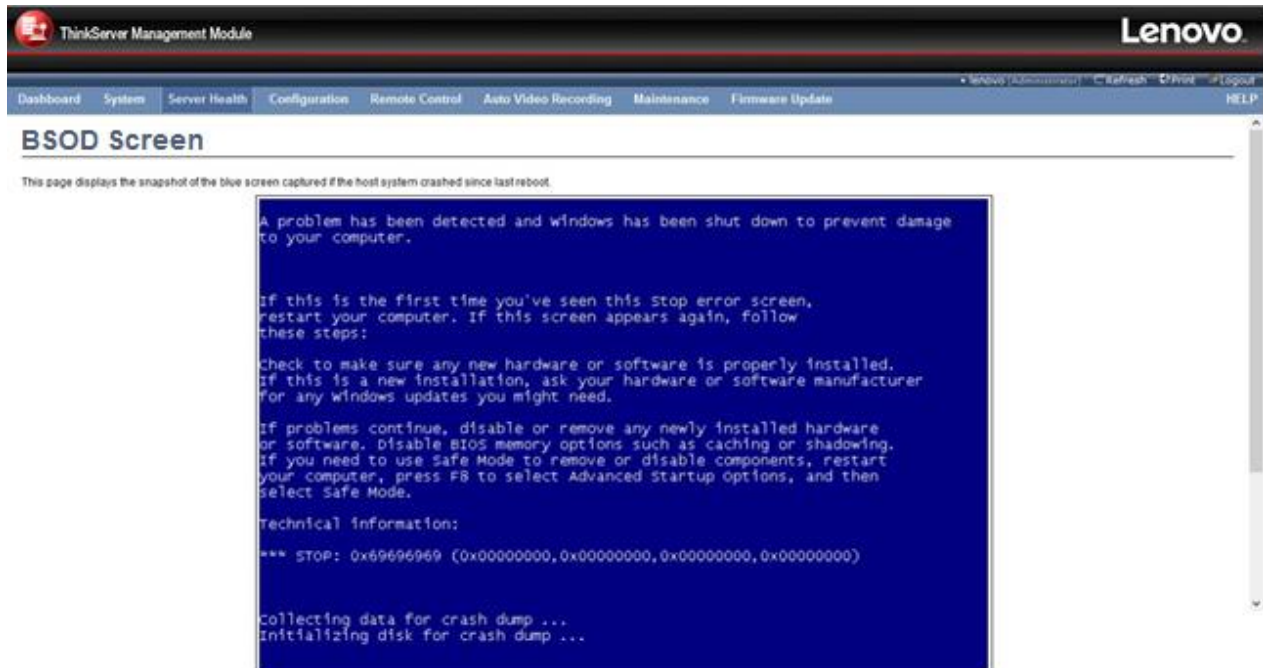 ThinkServer Management Module
Lenovo.
lenovo (Administrator) Refresh Print Logout
Dashboard System Server Health Configuration Remote Control Auto Video Recording Maintenance Firmware Update HELP
BSOD Screen
This page displays the snapshot of the blue screen captured if the host system crashed since last reboot.
A problem has been detected and windows has been shut down to prevent damage
to your computer.
If this is the first time you've seen this Stop error screen,
restart your computer. If this screen appears again, follow
these steps:
Check to make sure any new hardware or software is properly installed.
If this is a new installation, ask your hardware or software manufacturer
for any windows updates you might need.
If problems continue, disable or remove any newly installed hardware
or software. Disable BIOS memory options such as caching or shadowing.
If you need to use Safe Mode to remove or disable components, restart
your computer, press F8 to select Advanced Startup Options, and then
select Safe Mode.
Technical information:
*** STOP: 0x69696969 (0x00000000,0x00000000,0x00000000,0x00000000)
Collecting data for crash dump ...
Initializing disk for crash dump ...